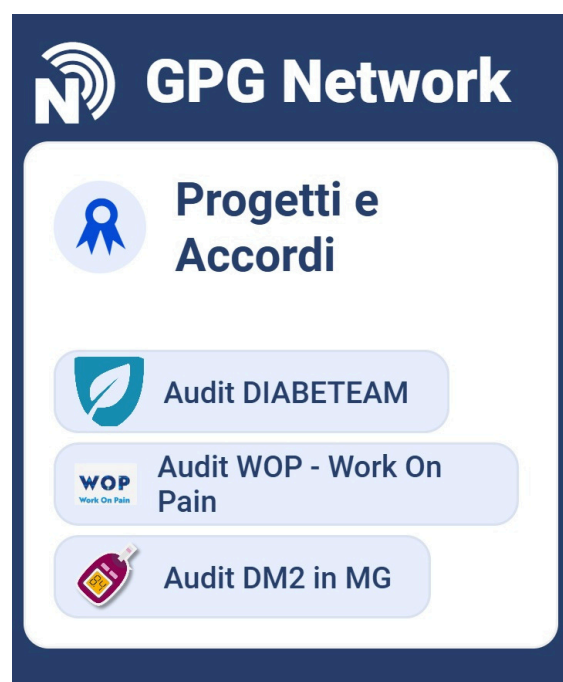 N
GPG Network
Progetti e
Accordi
Audit DIABETEAM
WOP
Work On Pain
Audit WOP - Work On
Pain
84
Audit DM2 in MG